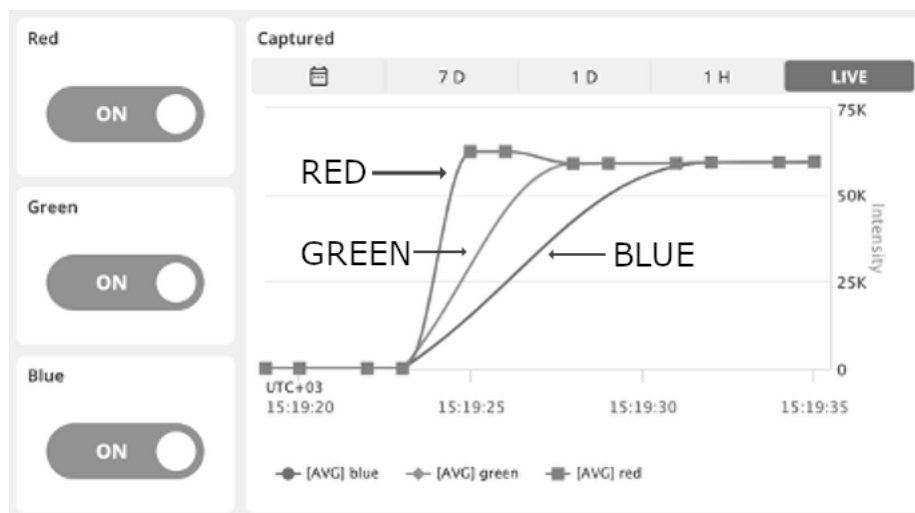 Red
ON
Green
ON
Blue
ON
Captured
7 D 1 D 1 H LIVE
75K
50K
25K
0
Intensity
RED
GREEN
BLUE
UTC+03
15:19:20 15:19:25 15:19:30 15:19:35
[AVG] blue [AVG] green [AVG] red